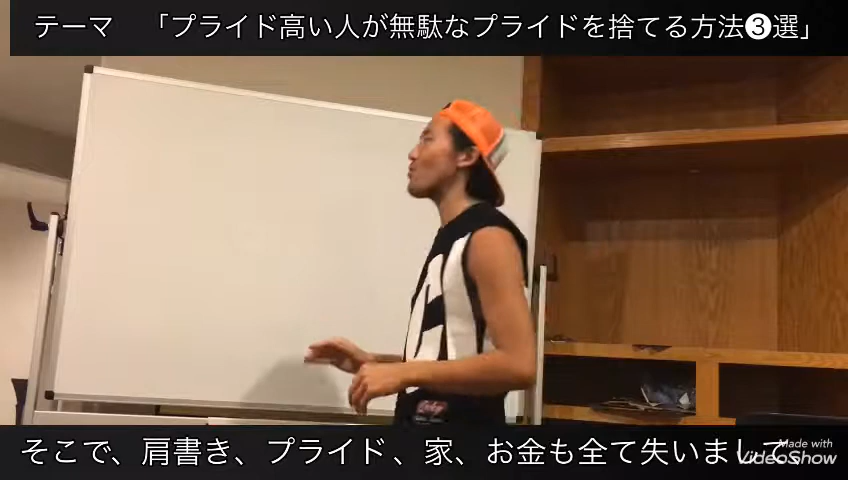 テーマ 「プライド高い人が無駄なプライドを捨てる方法❸選」
そこで、肩書き、プライド、家、お金も全て失いまして、
Made with
VideoShow